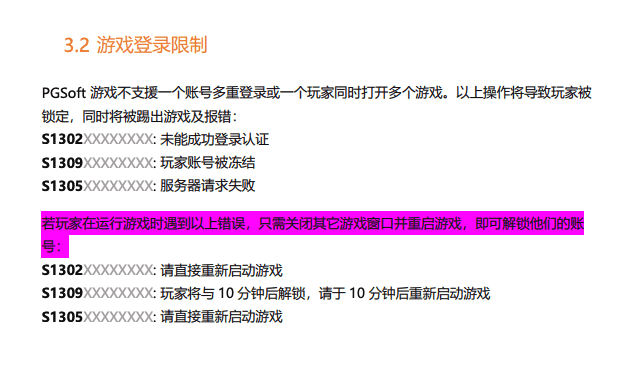 3.2 游戏登录限制
PGSoft 游戏不支援一个账号多重登录或一个玩家同时打开多个游戏。以上操作将导致玩家被
锁定，同时将被踢出游戏及报错：
S1302XXXXXXXX: 未能成功登录认证
S1309XXXXXXXX: 玩家账号被冻结
S1305XXXXXXXX: 服务器请求失败
若玩家在运行游戏时遇到以上错误，只需关闭其它游戏窗口并重启游戏，即可解锁他们的账
号：
S1302XXXXXXXX: 请直接重新启动游戏
S1309XXXXXXXX: 玩家将与 10 分钟后解锁，请于 10 分钟后重新启动游戏
S1305XXXXXXXX: 请直接重新启动游戏